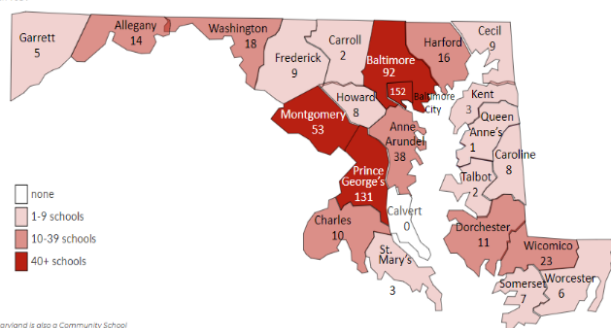 Garrett
5
Allegany
14
Washington
18
Frederick
9
Carroll
2
Baltimore
92
Harford
16
Cecil
9
152
Baltimore
City
Howard
8
Montgomery
53
Kent
3
Queen
Anne's
1
Anne
Arundel
38
Caroline
8
Talbot
2
Prince
George's
131
Calvert
0
Charles
10
St.
Mary's
3
Dorchester
11
Wicomico
23
Somerset
7
Worcester
6
none
1-9 schools
10-39 schools
40+ schools
aryland is also a Community School